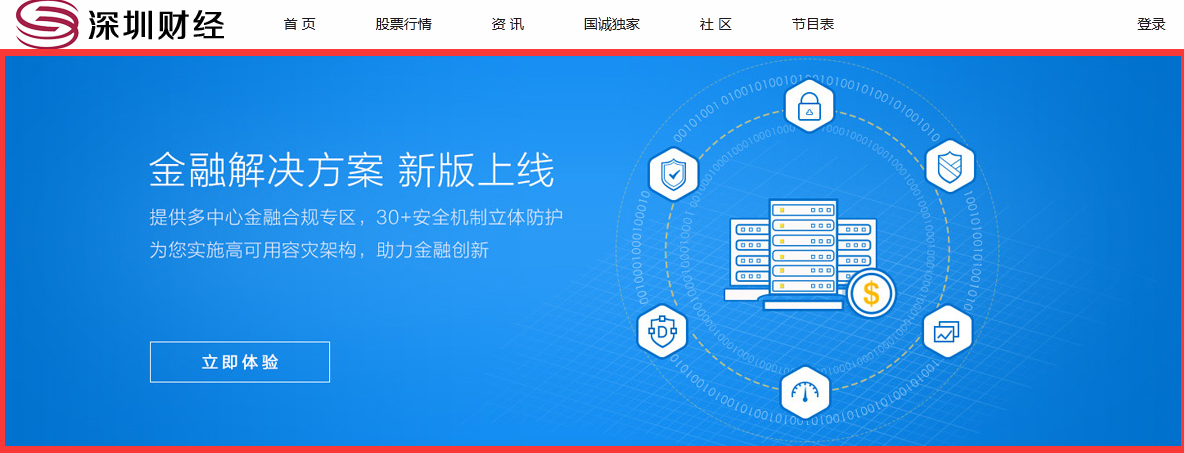 深圳财经
首 页 股票行情 资 讯 国诚独家 社 区 节目表 登录
金融解决方案 新版上线
提供多中心金融合规专区，30+安全机制立体防护
为您实施高可用容灾架构，助力金融创新
立即体验
$
D